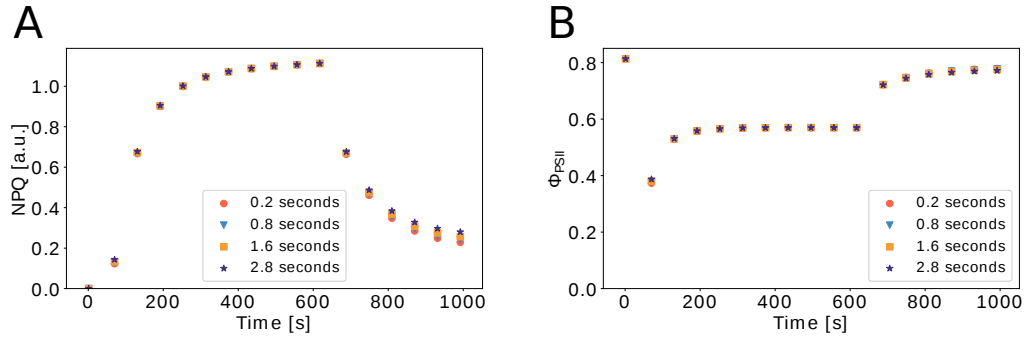 A
NPQ [a.u.]
1.0
0.8
0.6
0.4
0.2
0.0
0.2 seconds
0.8 seconds
1.6 seconds
2.8 seconds
0 200 400 600 800 1000
Time [s]
B
Φ_PSII
0.8
0.6
0.4
0.2
0.0
0.2 seconds
0.8 seconds
1.6 seconds
2.8 seconds
0 200 400 600 800 1000
Time [s]